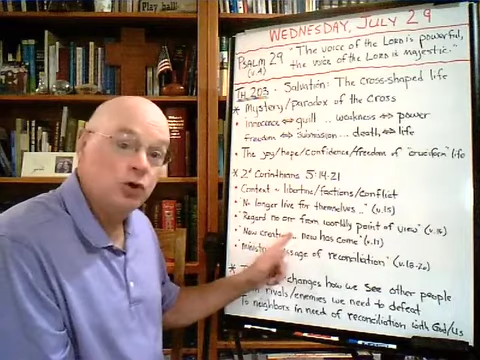 Play ball!
WEDNESDAY, JULY 29
PSALM 29 "The voice of the LORD is powerful,
(v.4) the voice of the LORD is majestic."
TH 203: Salvation: The cross-shaped life
* Mystery/paradox of the Cross
• innocence ⇔ guilt .. weakness ⇔ power
freedom ⇔ submission... death ⇔ life
• The joy/hope/confidence/freedom of "cruciform" life
* 2nd Corinthians 5:14-21
• Context ~ libertine/factions/conflict
• "No longer live for themselves..." (v.15)
• "Regard no one from worldly point of view" (v.16)
• "New creation... new has come" (v.17)
• "ministry message of reconciliation" (v.18-20)
* changes how we see other people
rivals/enemies we need to defeat
To neighbors in need of reconciliation with God/us